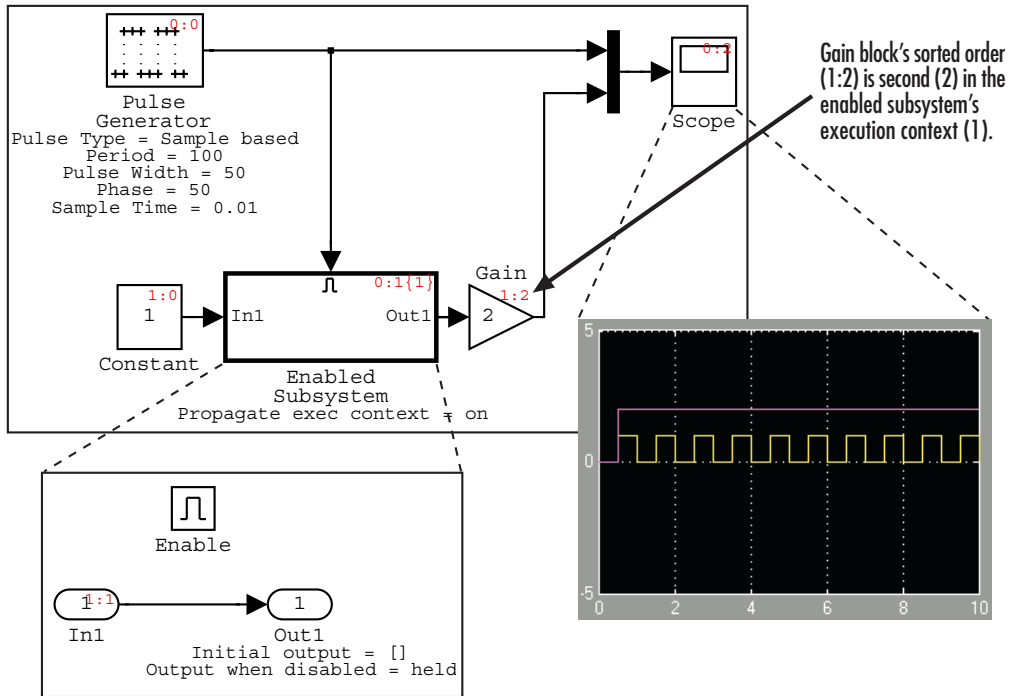 0:0
Pulse
Generator
Pulse Type = Sample based
Period = 100
Pulse Width = 50
Phase = 50
Sample Time = 0.01
0:2
Scope
Gain block's sorted order
(1:2) is second (2) in the
enabled subsystem's
execution context (1).
1:0
1
Constant
0:1{1}
In1
Out1
Enabled
Subsystem
Propagate exec context = on
Gain
1:2
2
Enable
1
1:1
In1
1
Out1
Initial output = []
Output when disabled = held
5
0
-5
0 2 4 6 8 10